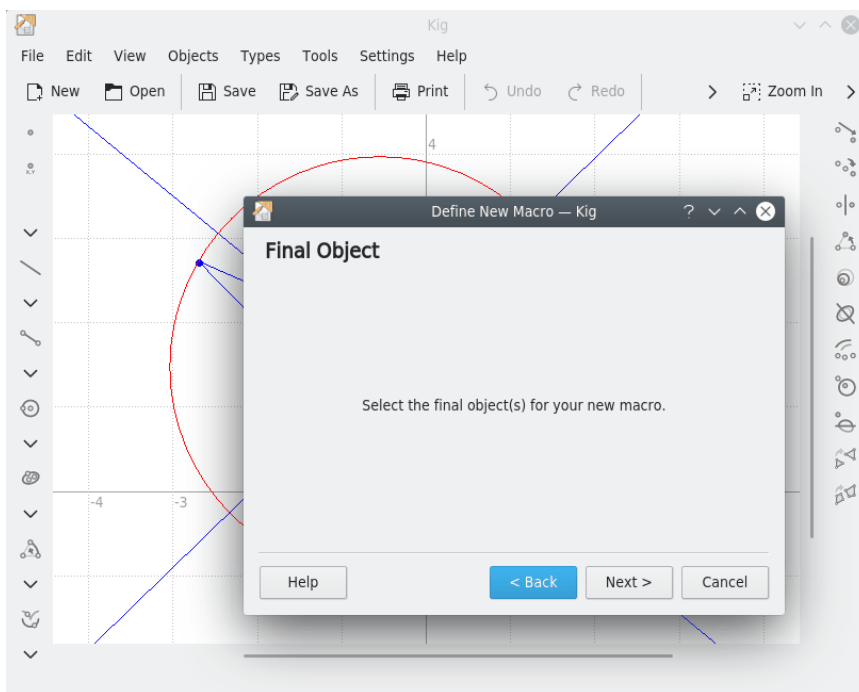 Kig
File Edit View Objects Types Tools Settings Help
New Open Save Save As Print Undo Redo Zoom In
4
Define New Macro — Kig
Final Object
Select the final object(s) for your new macro.
-4 -3
Help < Back Next > Cancel